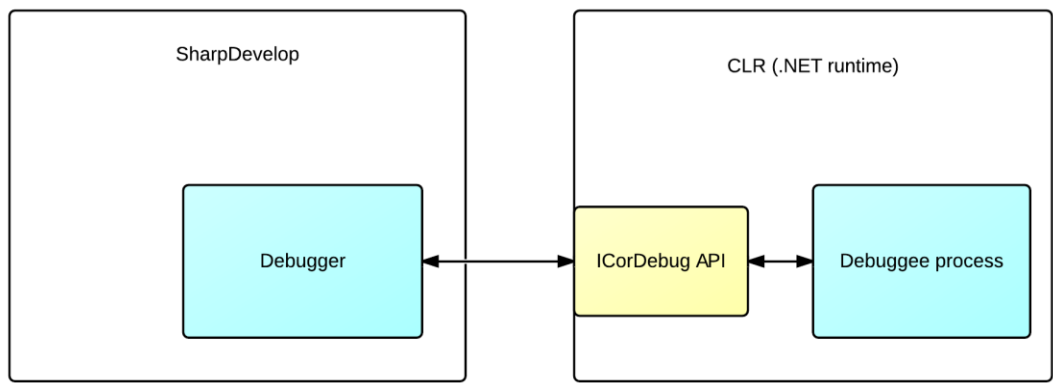 SharpDevelop
CLR (.NET runtime)
Debugger
ICorDebug API
Debuggee process